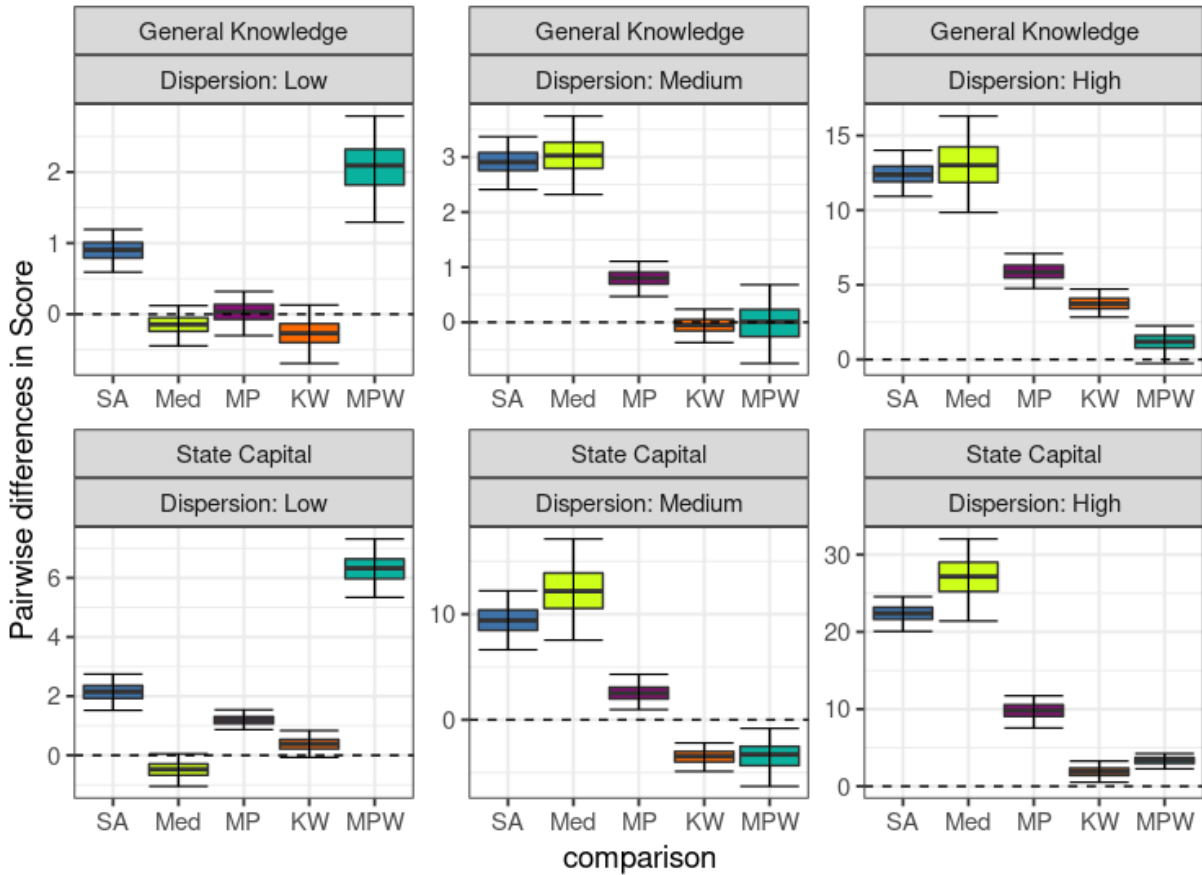 Pairwise differences in Score
General Knowledge
Dispersion: Low
2
1
0
SA Med MP KW MPW
General Knowledge
Dispersion: Medium
3
2
1
0
SA Med MP KW MPW
General Knowledge
Dispersion: High
15
10
5
0
SA Med MP KW MPW
State Capital
Dispersion: Low
6
4
2
0
SA Med MP KW MPW
State Capital
Dispersion: Medium
10
0
SA Med MP KW MPW
State Capital
Dispersion: High
30
20
10
0
SA Med MP KW MPW
comparison